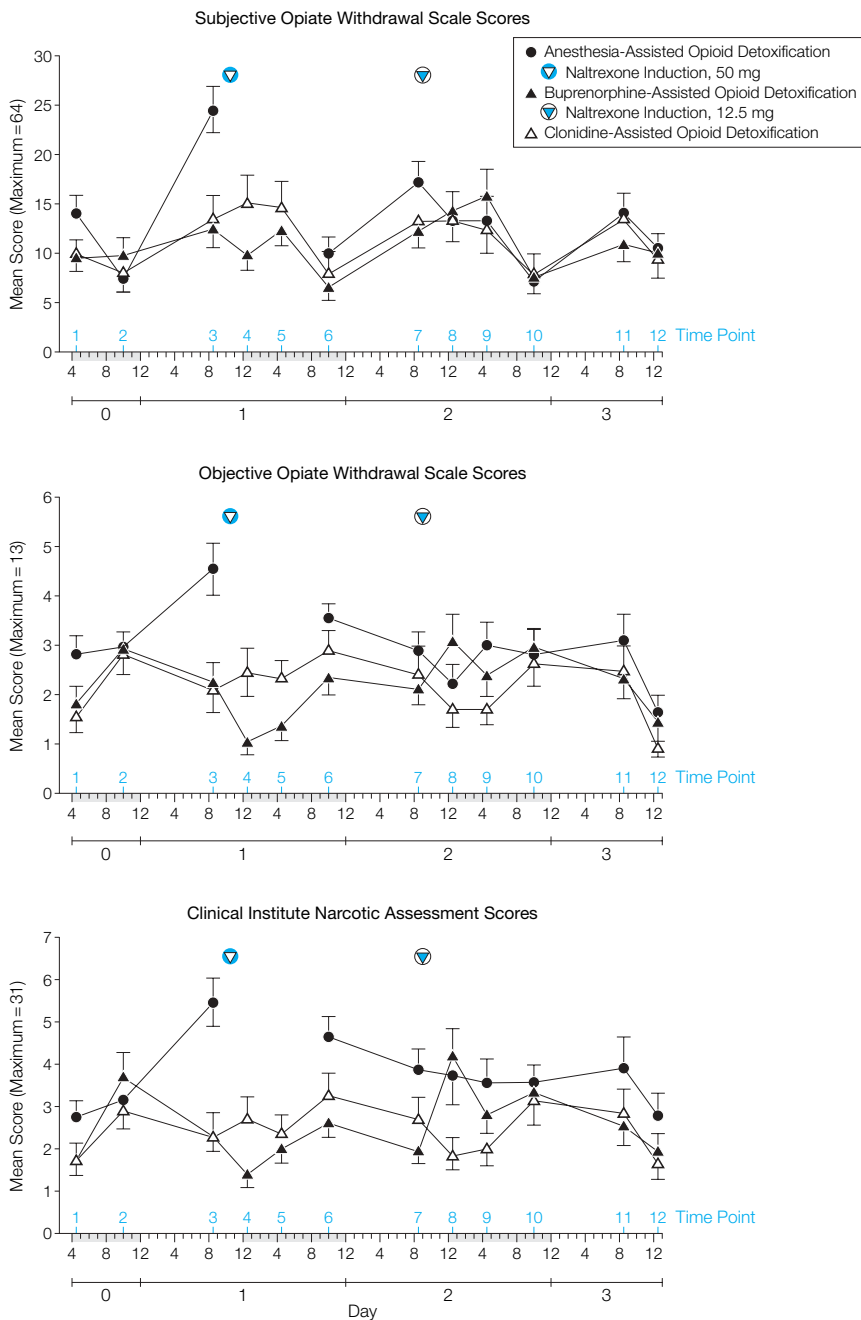 Subjective Opiate Withdrawal Scale Scores
Anesthesia-Assisted Opioid Detoxification
Naltrexone Induction, 50 mg
Buprenorphine-Assisted Opioid Detoxification
Naltrexone Induction, 12.5 mg
Clonidine-Assisted Opioid Detoxification
Mean Score (Maximum = 64)
30
25
20
15
10
5
0
1 2 3 4 5 6 7 8 9 10 11 12 Time Point
4 8 12 4 8 12 4 8 12 4 8 12 4 8 12 4 8 12
0 1 2 3
Objective Opiate Withdrawal Scale Scores
Mean Score (Maximum = 13)
6
5
4
3
2
1
0
1 2 3 4 5 6 7 8 9 10 11 12 Time Point
4 8 12 4 8 12 4 8 12 4 8 12 4 8 12 4 8 12
0 1 2 3
Clinical Institute Narcotic Assessment Scores
Mean Score (Maximum = 31)
7
6
5
4
3
2
1
0
1 2 3 4 5 6 7 8 9 10 11 12 Time Point
4 8 12 4 8 12 4 8 12 4 8 12 4 8 12 4 8 12
0 1 2 3
Day